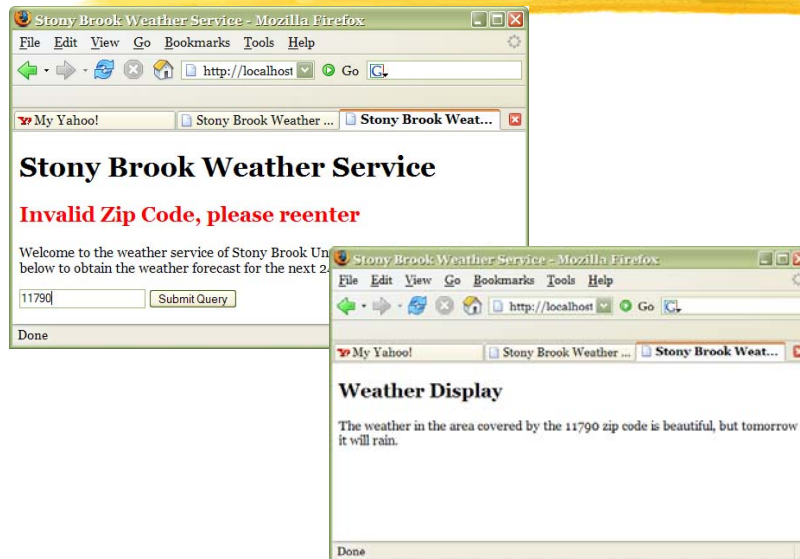 Stony Brook Weather Service - Mozilla Firefox
File Edit View Go Bookmarks Tools Help
http://localhost Go
My Yahoo! Stony Brook Weather ... Stony Brook Weat...
Stony Brook Weather Service
Invalid Zip Code, please reenter
Welcome to the weather service of Stony Brook Un
below to obtain the weather forecast for the next 2
11790 Submit Query
Done
Stony Brook Weather Service - Mozilla Firefox
File Edit View Go Bookmarks Tools Help
http://localhost Go
My Yahoo! Stony Brook Weather ... Stony Brook Weat...
Weather Display
The weather in the area covered by the 11790 zip code is beautiful, but tomorrow
it will rain.
Done